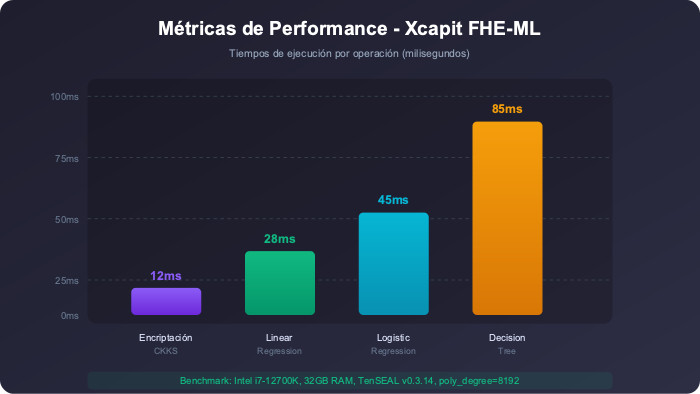 Métricas de Performance - Xcapit FHE-ML
Tiempos de ejecución por operación (milisegundos)
100ms
75ms
50ms
25ms
0ms
12ms
28ms
45ms
85ms
Encriptación
CKKS
Linear
Regression
Logistic
Regression
Decision
Tree
Benchmark: Intel i7-12700K, 32GB RAM, TenSEAL v0.3.14, poly_degree=8192